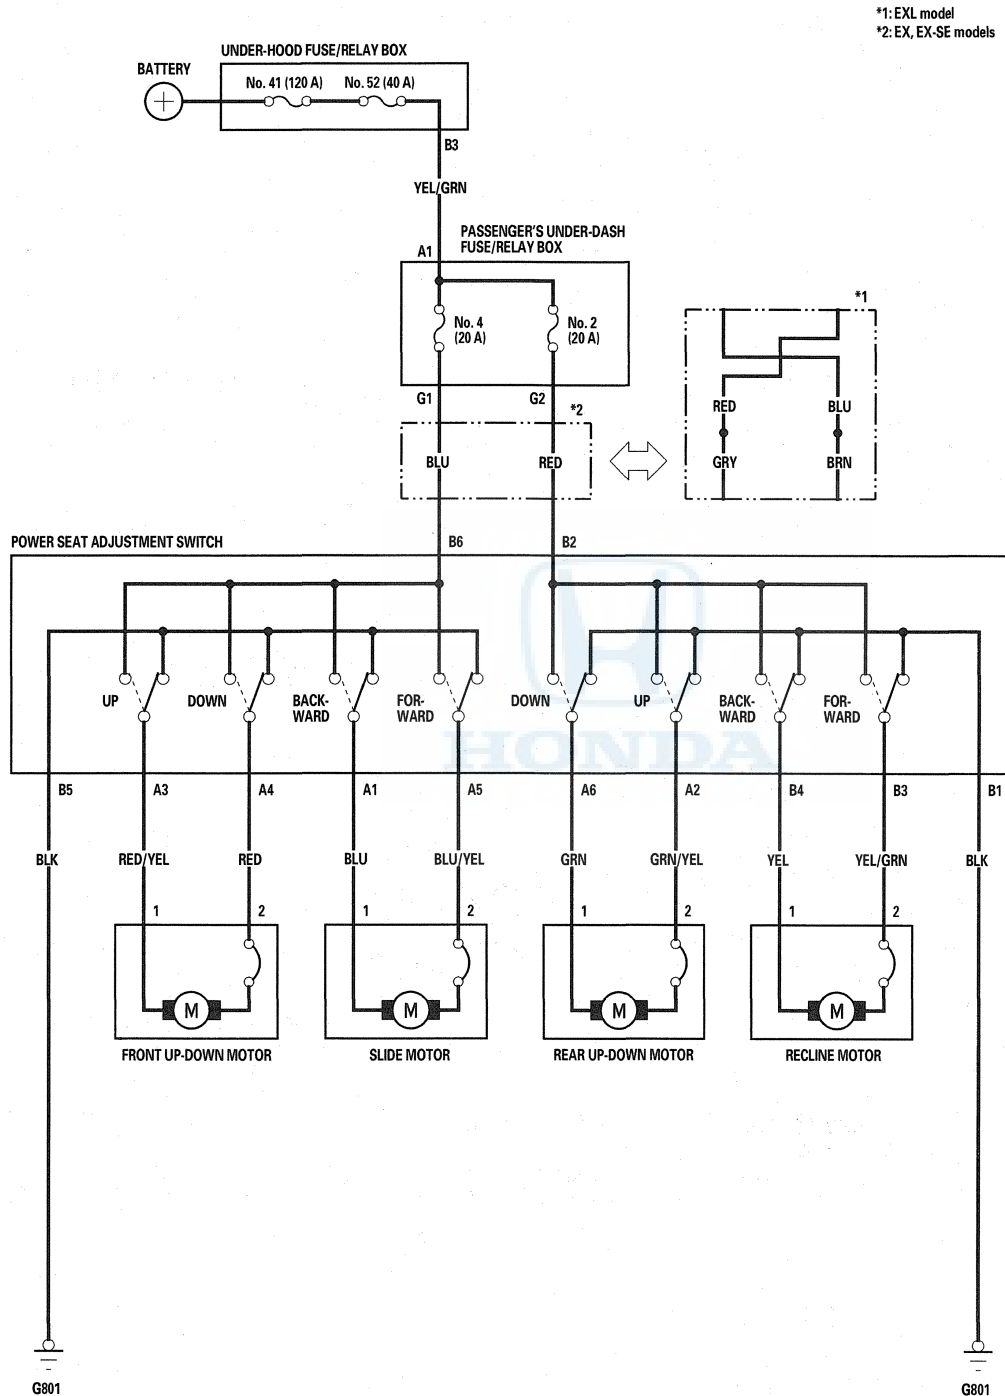 *1: EXL model
*2: EX, EX-SE models
UNDER-HOOD FUSE/RELAY BOX
BATTERY
No. 41 (120 A) No. 52 (40 A)
B3
YEL/GRN
PASSENGER'S UNDER-DASH
FUSE/RELAY BOX
A1
*1
No. 4
(20 A)
No. 2
(20 A)
G1 G2
*2
RED BLU
BLU RED
GRY BRN
POWER SEAT ADJUSTMENT SWITCH
B6 B2
UP
DOWN
BACK-
WARD
FOR-
WARD
DOWN
UP
BACK-
WARD
FOR-
WARD
HONDA
B5 A3 A4 A1 A5 A6 A2 B4 B3 B1
BLK RED/YEL RED BLU BLU/YEL GRN GRN/YEL YEL YEL/GRN BLK
1 2 1 2 1 2 1 2
M M M M
FRONT UP-DOWN MOTOR SLIDE MOTOR REAR UP-DOWN MOTOR RECLINE MOTOR
G801 G801